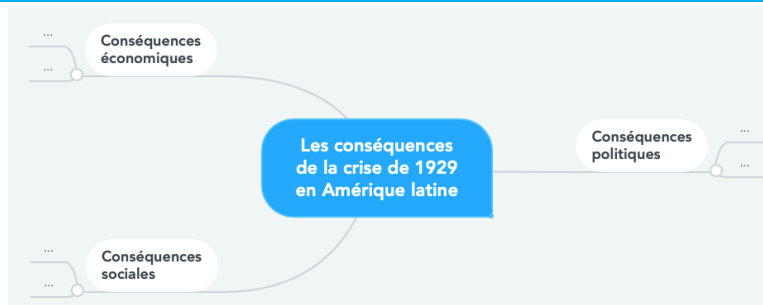 ...
...
Conséquences
économiques
Les conséquences
de la crise de 1929
en Amérique latine
Conséquences
politiques
...
...
Conséquences
sociales
...
...